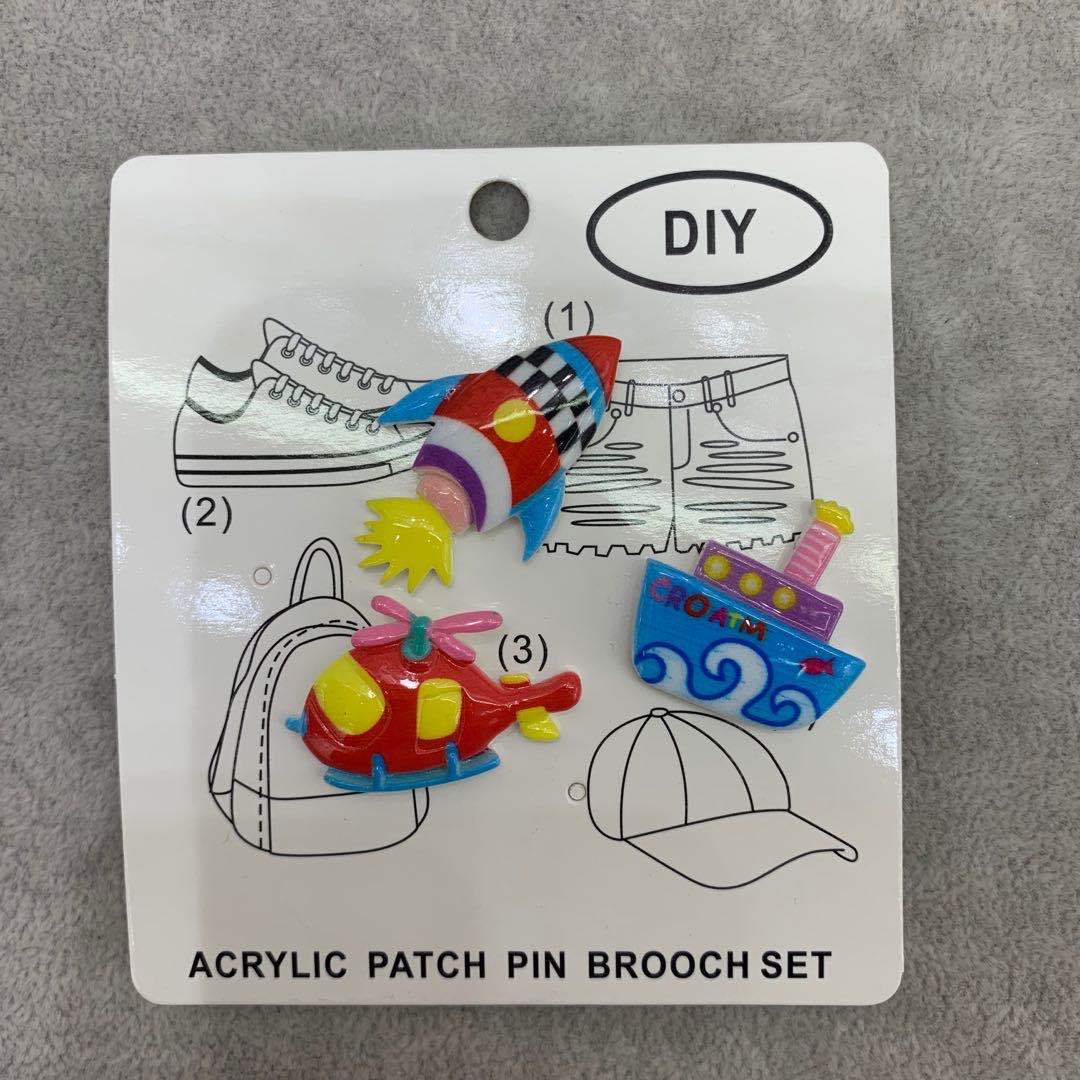 DIY
(1)
(2)
(3)
CROATM
ACRYLIC PATCH PIN BROOCH SET